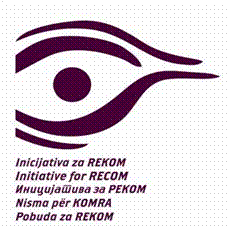 Inicijativa za REKOM
Initiative for RECOM
Иницијатива за РЕКОМ
Nisma për KOMRA
Pobuda za REKOM